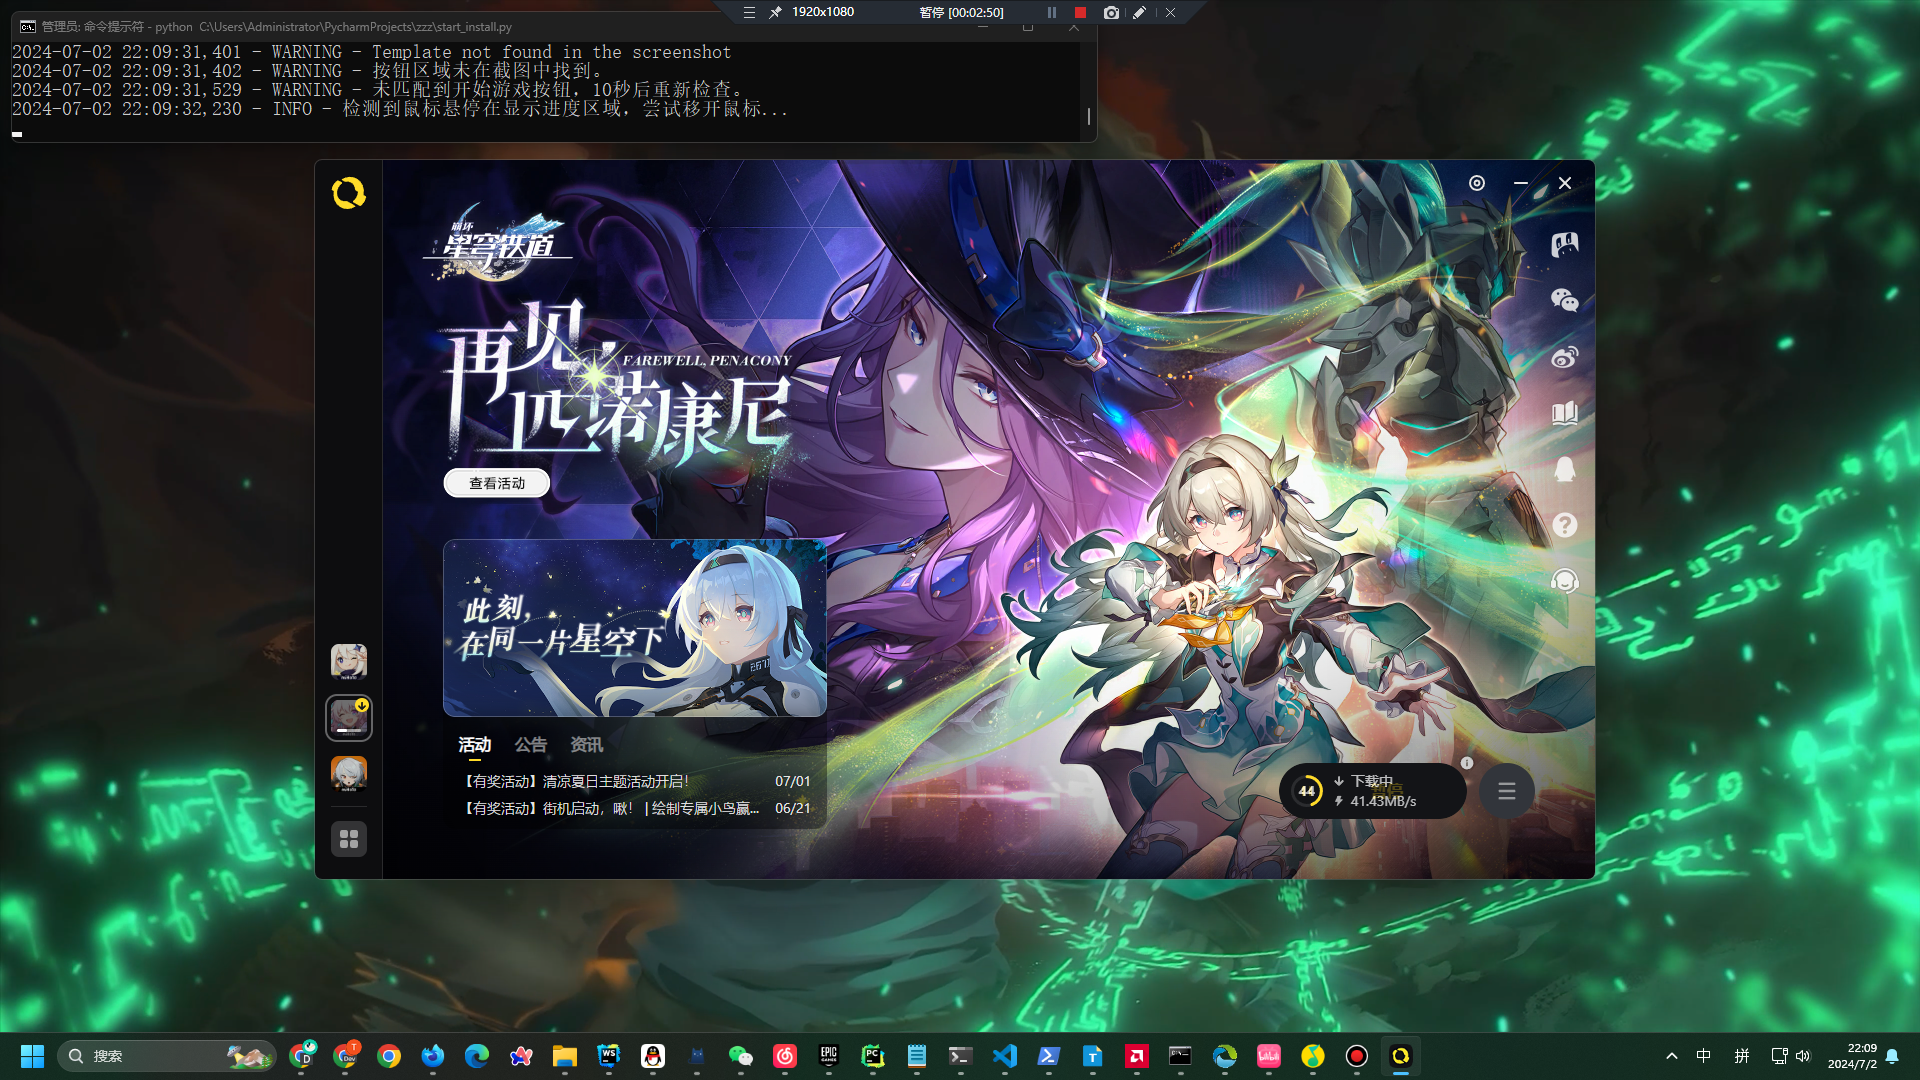 管理员: 命令提示符 - python  C:\Users\Administrator\PycharmProjects\zzz\start_install.py
1920x1080
暂停 [00:02:50]
2024-07-02 22:09:31,401 - WARNING - Template not found in the screenshot
2024-07-02 22:09:31,402 - WARNING - 按钮区域未在截图中找到。
2024-07-02 22:09:31,529 - WARNING - 未匹配到开始游戏按钮，10秒后重新检查。
2024-07-02 22:09:32,230 - INFO - 检测到鼠标悬停在显示进度区域，尝试移开鼠标...
崩坏
星穹铁道
再见，
FAREWELL, PENACONY
匹诺康尼
查看活动
此刻，
在同一片星空下
活动 公告 资讯
【有奖活动】清凉夏日主题活动开启! 07/01
【有奖活动】街机启动，啾！ | 绘制专属小鸟赢... 06/21
44
下载中
41.43MB/s
搜索
中
拼
22:09
2024/7/2